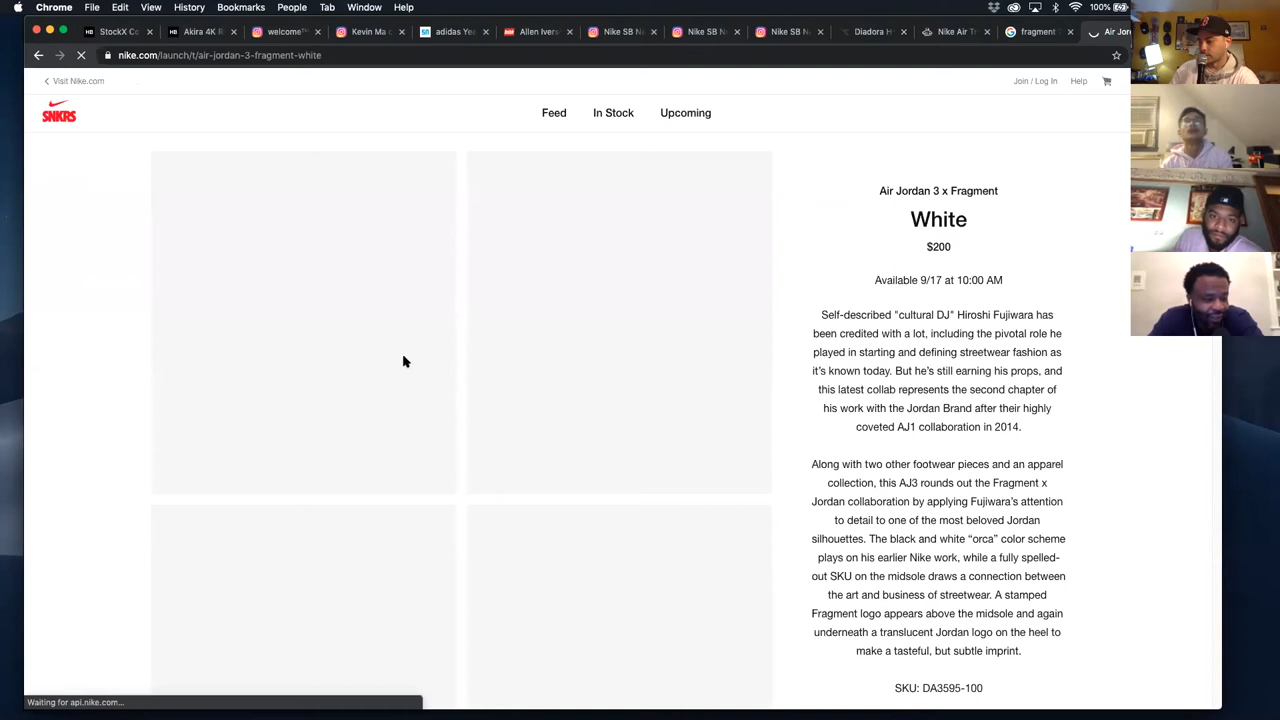 Chrome File Edit View History Bookmarks People Tab Window Help 100%
StockX Co Akira 4K R welcome™ Kevin Ma adidas Yee Allen Ivers Nike SB N Nike SB N Nike SB N Diadora H Nike Air Tr fragment Air Jor
nike.com/launch/t/air-jordan-3-fragment-white
Visit Nike.com Join / Log In Help
SNKRS Feed In Stock Upcoming
Air Jordan 3 x Fragment
White
$200
Available 9/17 at 10:00 AM
Self-described "cultural DJ" Hiroshi Fujiwara has
been credited with a lot, including the pivotal role he
played in starting and defining streetwear fashion as
it's known today. But he's still earning his props, and
this latest collab represents the second chapter of
his work with the Jordan Brand after their highly
coveted AJ1 collaboration in 2014.
Along with two other footwear pieces and an apparel
collection, this AJ3 rounds out the Fragment x
Jordan collaboration by applying Fujiwara's attention
to detail to one of the most beloved Jordan
silhouettes. The black and white “orca” color scheme
plays on his earlier Nike work, while a fully spelled-
out SKU on the midsole draws a connection between
the art and business of streetwear. A stamped
Fragment logo appears above the midsole and again
underneath a translucent Jordan logo on the heel to
make a tasteful, but subtle imprint.
SKU: DA3595-100
Waiting for api.nike.com...